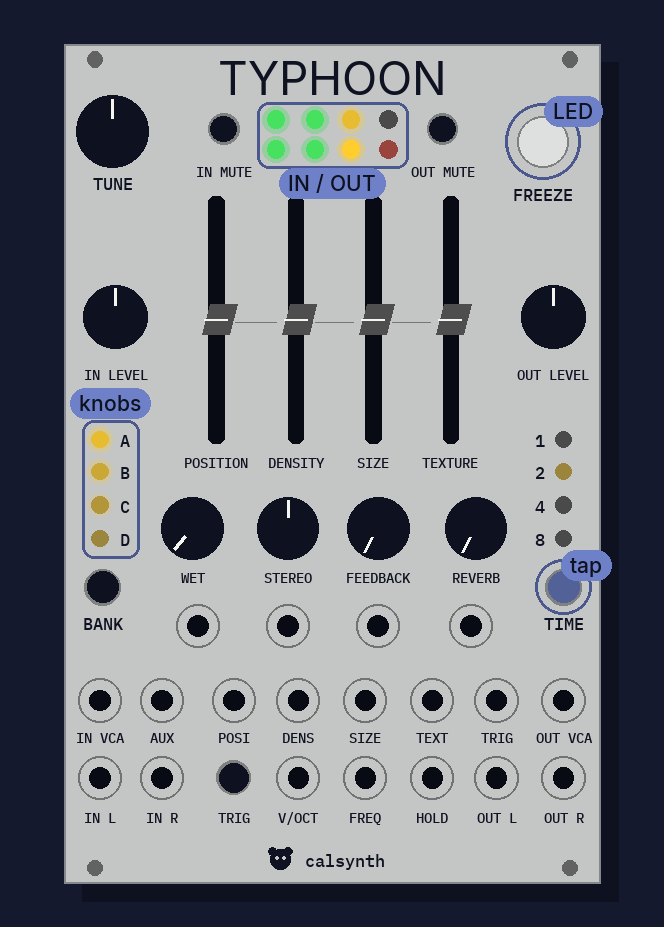 TYPHOON
LED
TUNE
IN MUTE
IN / OUT
OUT MUTE
FREEZE
IN LEVEL
OUT LEVEL
knobs
A
B
C
D
POSITION
DENSITY
SIZE
TEXTURE
1
2
4
8
tap
WET
STEREO
FEEDBACK
REVERB
BANK
TIME
IN VCA
AUX
POSI
DENS
SIZE
TEXT
TRIG
OUT VCA
IN L
IN R
TRIG
V/OCT
FREQ
HOLD
OUT L
OUT R
calsynth